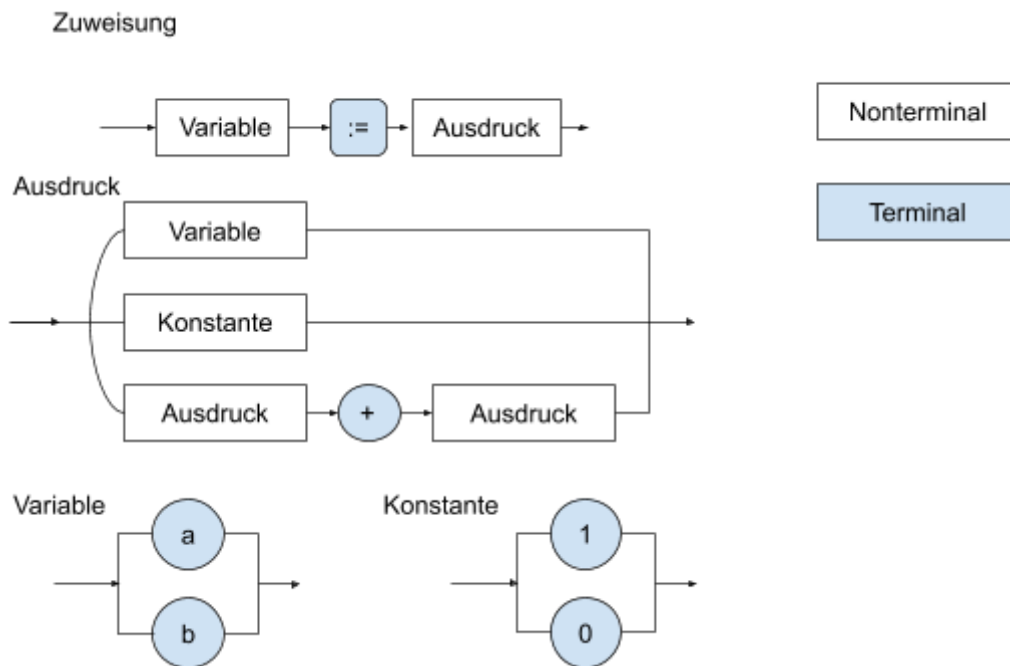 Zuweisung
Variable := Ausdruck
Nonterminal
Terminal
Ausdruck
Variable
Konstante
Ausdruck + Ausdruck
Variable
a
b
Konstante
1
0